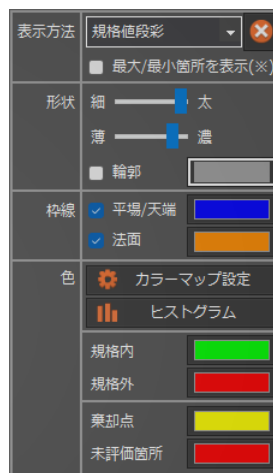 表示方法 規格値段彩
最大/最小箇所を表示(※)
形状 細 太
薄 濃
輪郭
枠線 平場/天端
法面
色 カラーマップ設定
ヒストグラム
規格内
規格外
棄却点
未評価箇所